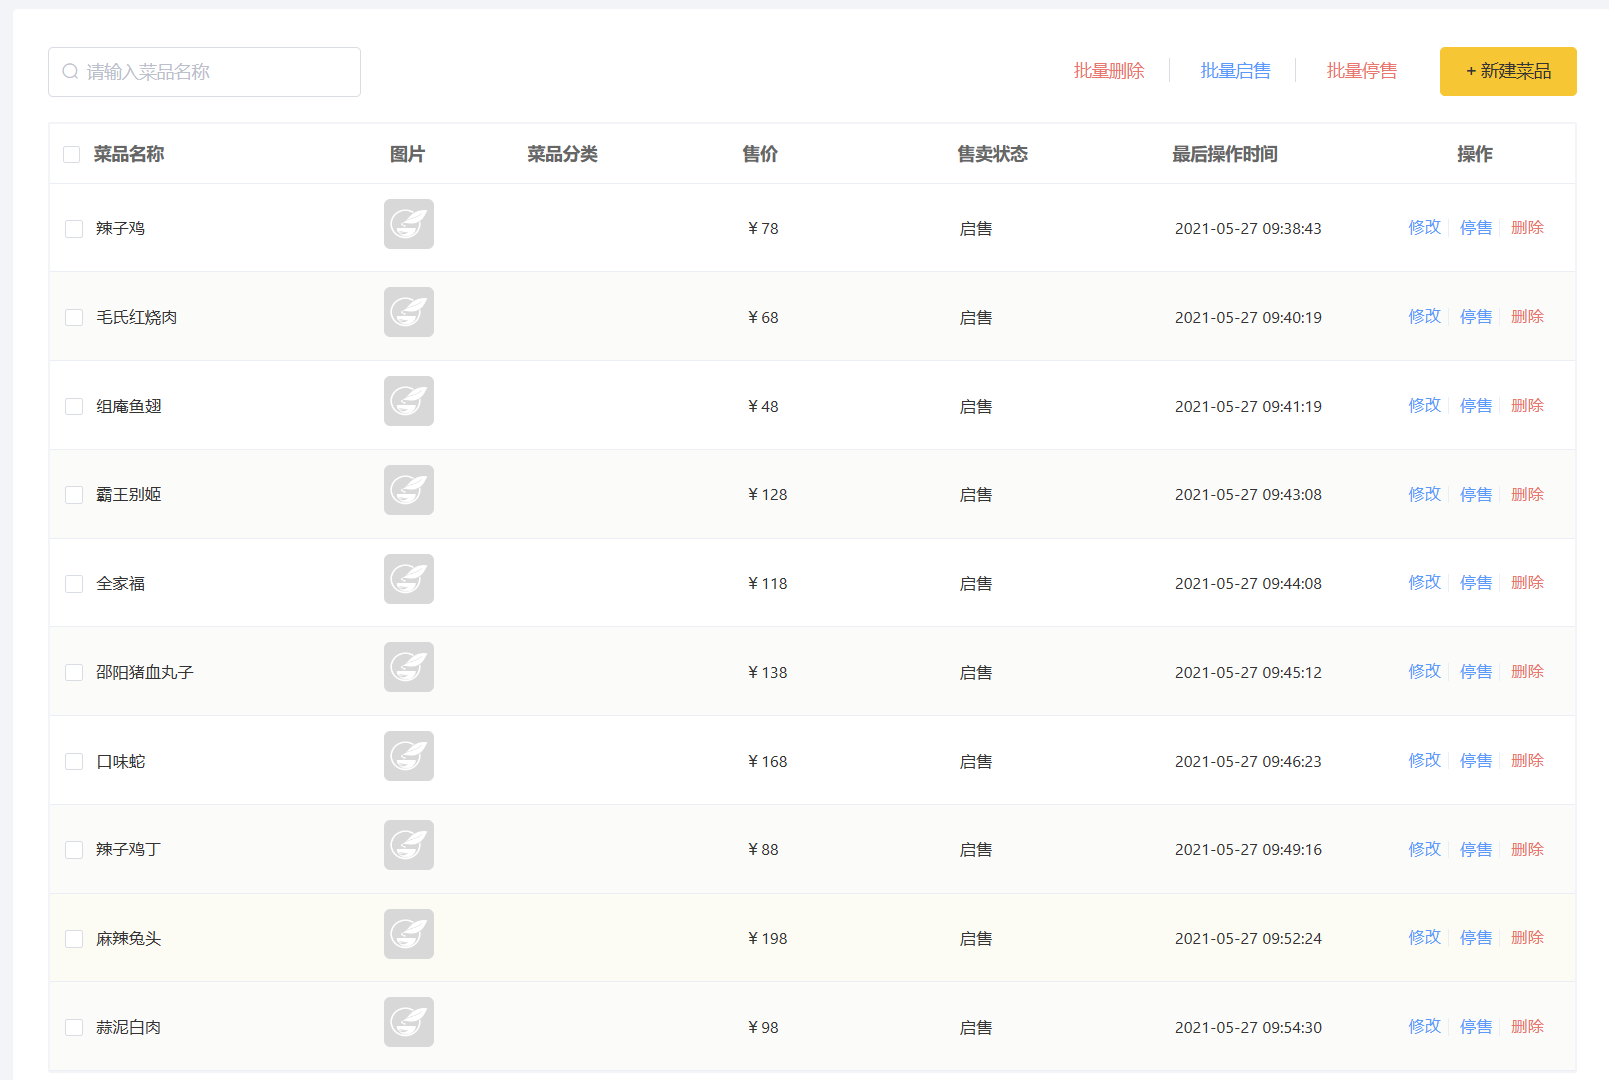 请输入菜品名称 批量删除 批量启售 批量停售 + 新建菜品
菜品名称 图片 菜品分类 售价 售卖状态 最后操作时间 操作
辣子鸡 ¥ 78 启售 2021-05-27 09:38:43 修改 停售 删除
毛氏红烧肉 ¥ 68 启售 2021-05-27 09:40:19 修改 停售 删除
组庵鱼翅 ¥ 48 启售 2021-05-27 09:41:19 修改 停售 删除
霸王别姬 ¥ 128 启售 2021-05-27 09:43:08 修改 停售 删除
全家福 ¥ 118 启售 2021-05-27 09:44:08 修改 停售 删除
邵阳猪血丸子 ¥ 138 启售 2021-05-27 09:45:12 修改 停售 删除
口味蛇 ¥ 168 启售 2021-05-27 09:46:23 修改 停售 删除
辣子鸡丁 ¥ 88 启售 2021-05-27 09:49:16 修改 停售 删除
麻辣兔头 ¥ 198 启售 2021-05-27 09:52:24 修改 停售 删除
蒜泥白肉 ¥ 98 启售 2021-05-27 09:54:30 修改 停售 删除